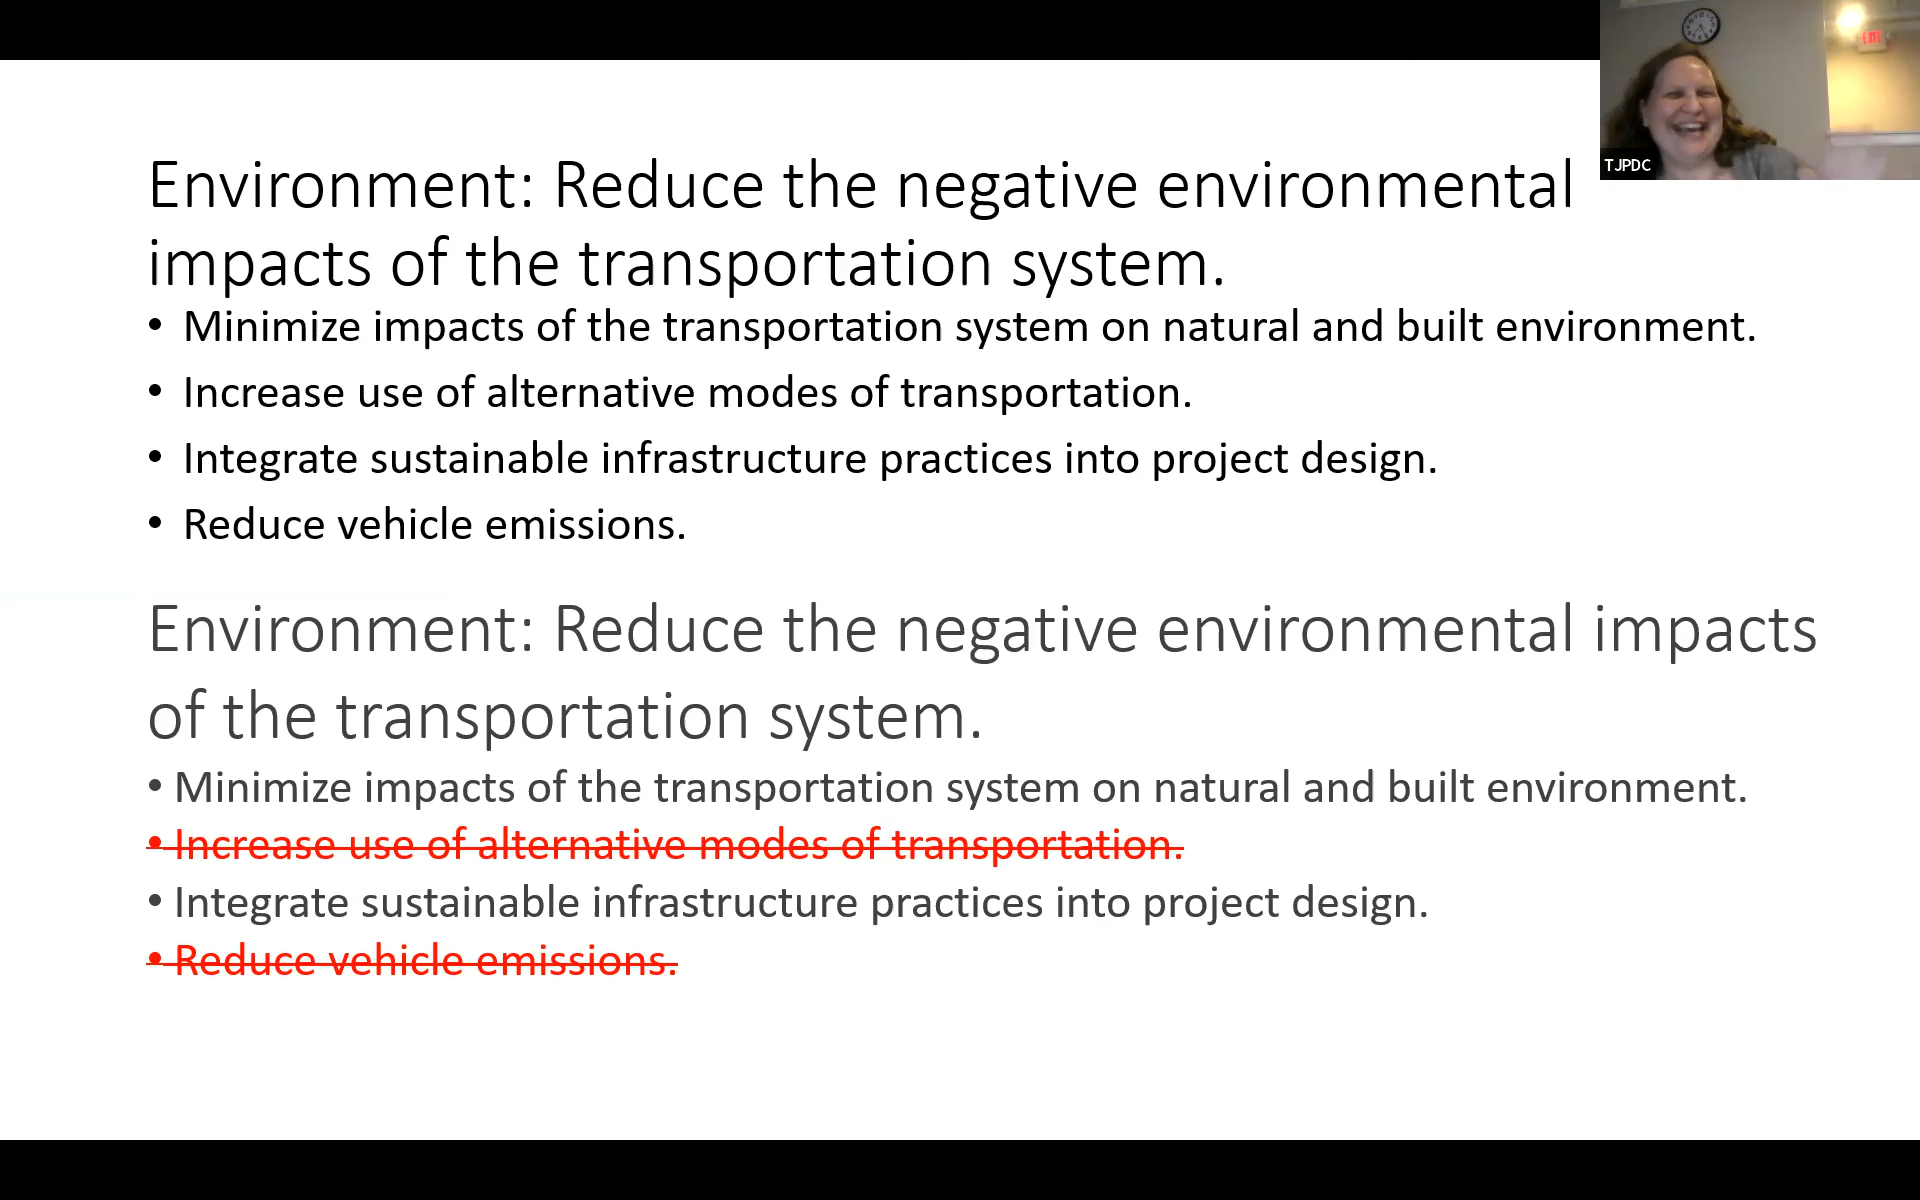 EXIT
TJPDC
Environment: Reduce the negative environmental
impacts of the transportation system.
• Minimize impacts of the transportation system on natural and built environment.
• Increase use of alternative modes of transportation.
• Integrate sustainable infrastructure practices into project design.
• Reduce vehicle emissions.
Environment: Reduce the negative environmental impacts
of the transportation system.
• Minimize impacts of the transportation system on natural and built environment.
• Increase use of alternative modes of transportation.
• Integrate sustainable infrastructure practices into project design.
• Reduce vehicle emissions.